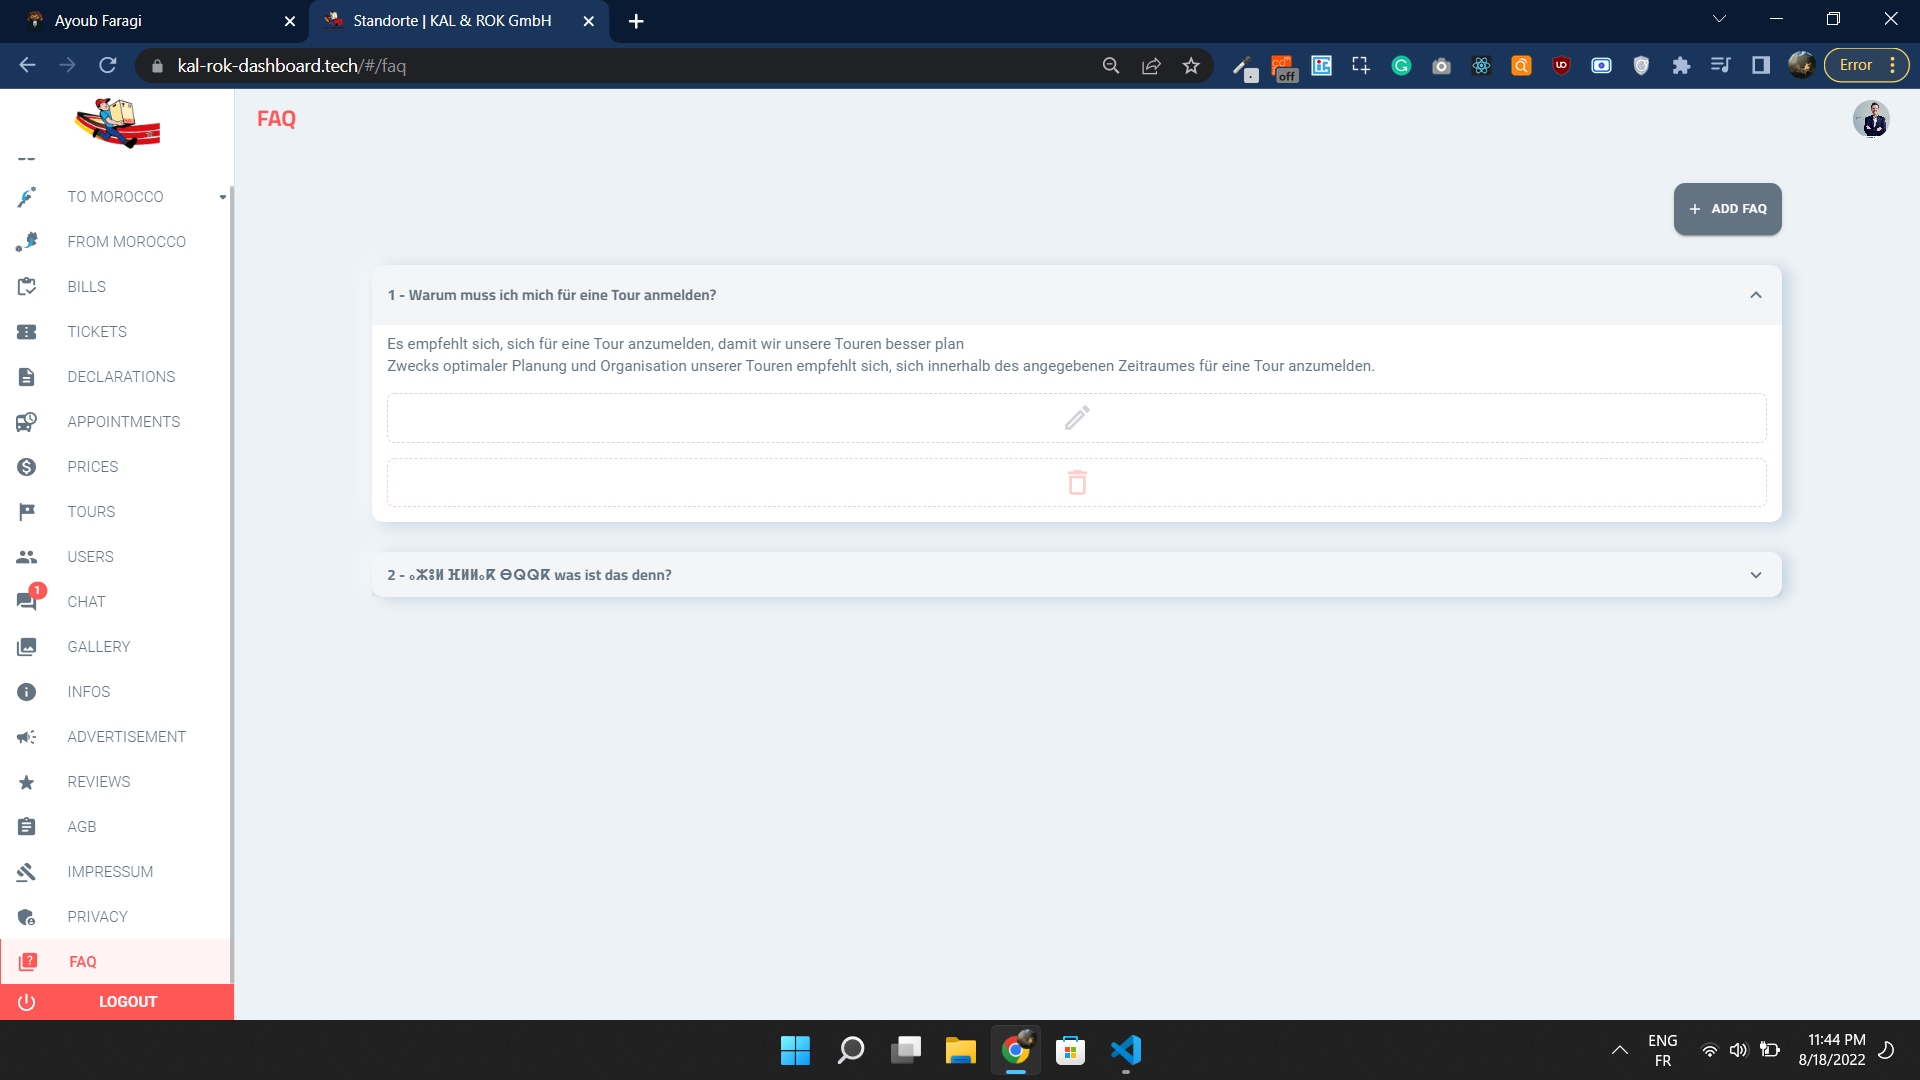 Ayoub Faragi
Standorte | KAL & ROK GmbH
kal-rok-dashboard.tech/#/faq
off
Error
FAQ
TO MOROCCO
FROM MOROCCO
BILLS
TICKETS
DECLARATIONS
APPOINTMENTS
PRICES
TOURS
USERS
1
CHAT
GALLERY
INFOS
ADVERTISEMENT
REVIEWS
AGB
IMPRESSUM
PRIVACY
FAQ
LOGOUT
+ ADD FAQ
1 - Warum muss ich mich für eine Tour anmelden?
Es empfehlt sich, sich für eine Tour anzumelden, damit wir unsere Touren besser plan
Zwecks optimaler Planung und Organisation unserer Touren empfehlt sich, sich innerhalb des angegebenen Zeitraumes für eine Tour anzumelden.
2 - ⴰⵣⵓⵍ ⴼⵍⵍⴰⴽ ⴱⵕⵕⴽ was ist das denn?
ENG
FR
11:44 PM
8/18/2022